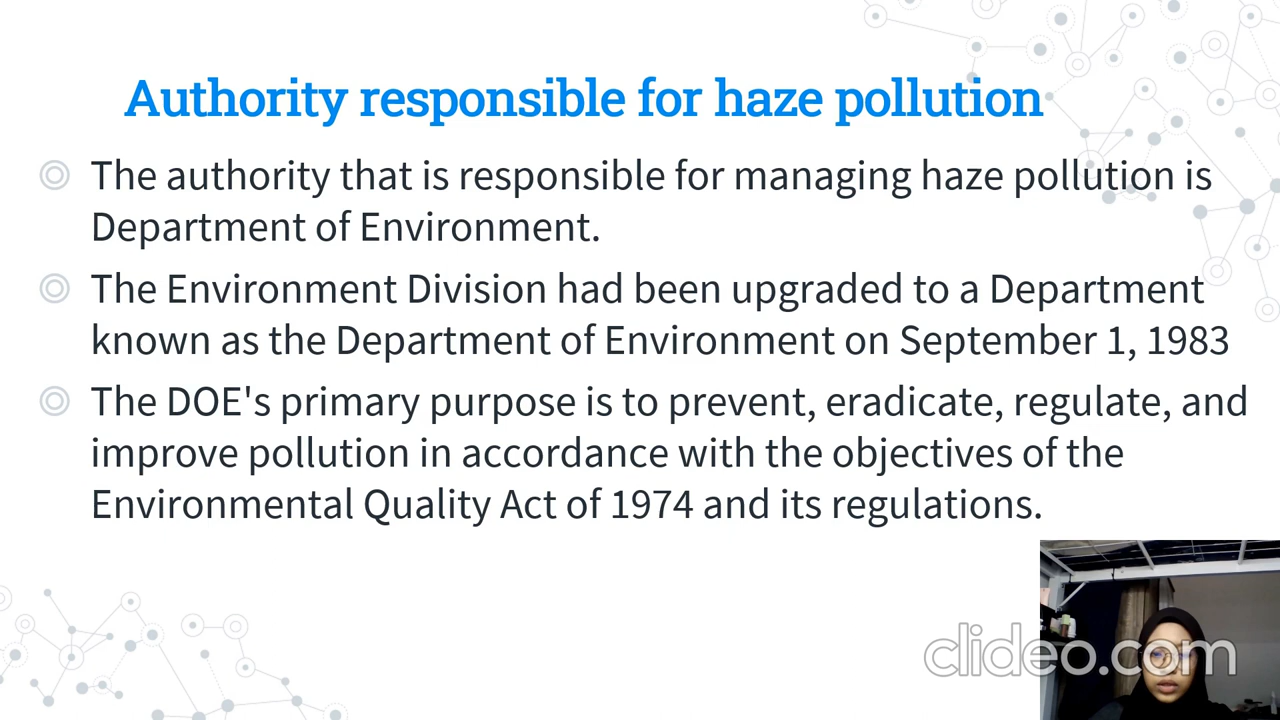 Authority responsible for haze pollution
The authority that is responsible for managing haze pollution is
Department of Environment.
The Environment Division had been upgraded to a Department
known as the Department of Environment on September 1, 1983
The DOE's primary purpose is to prevent, eradicate, regulate, and
improve pollution in accordance with the objectives of the
Environmental Quality Act of 1974 and its regulations.
clideo.com